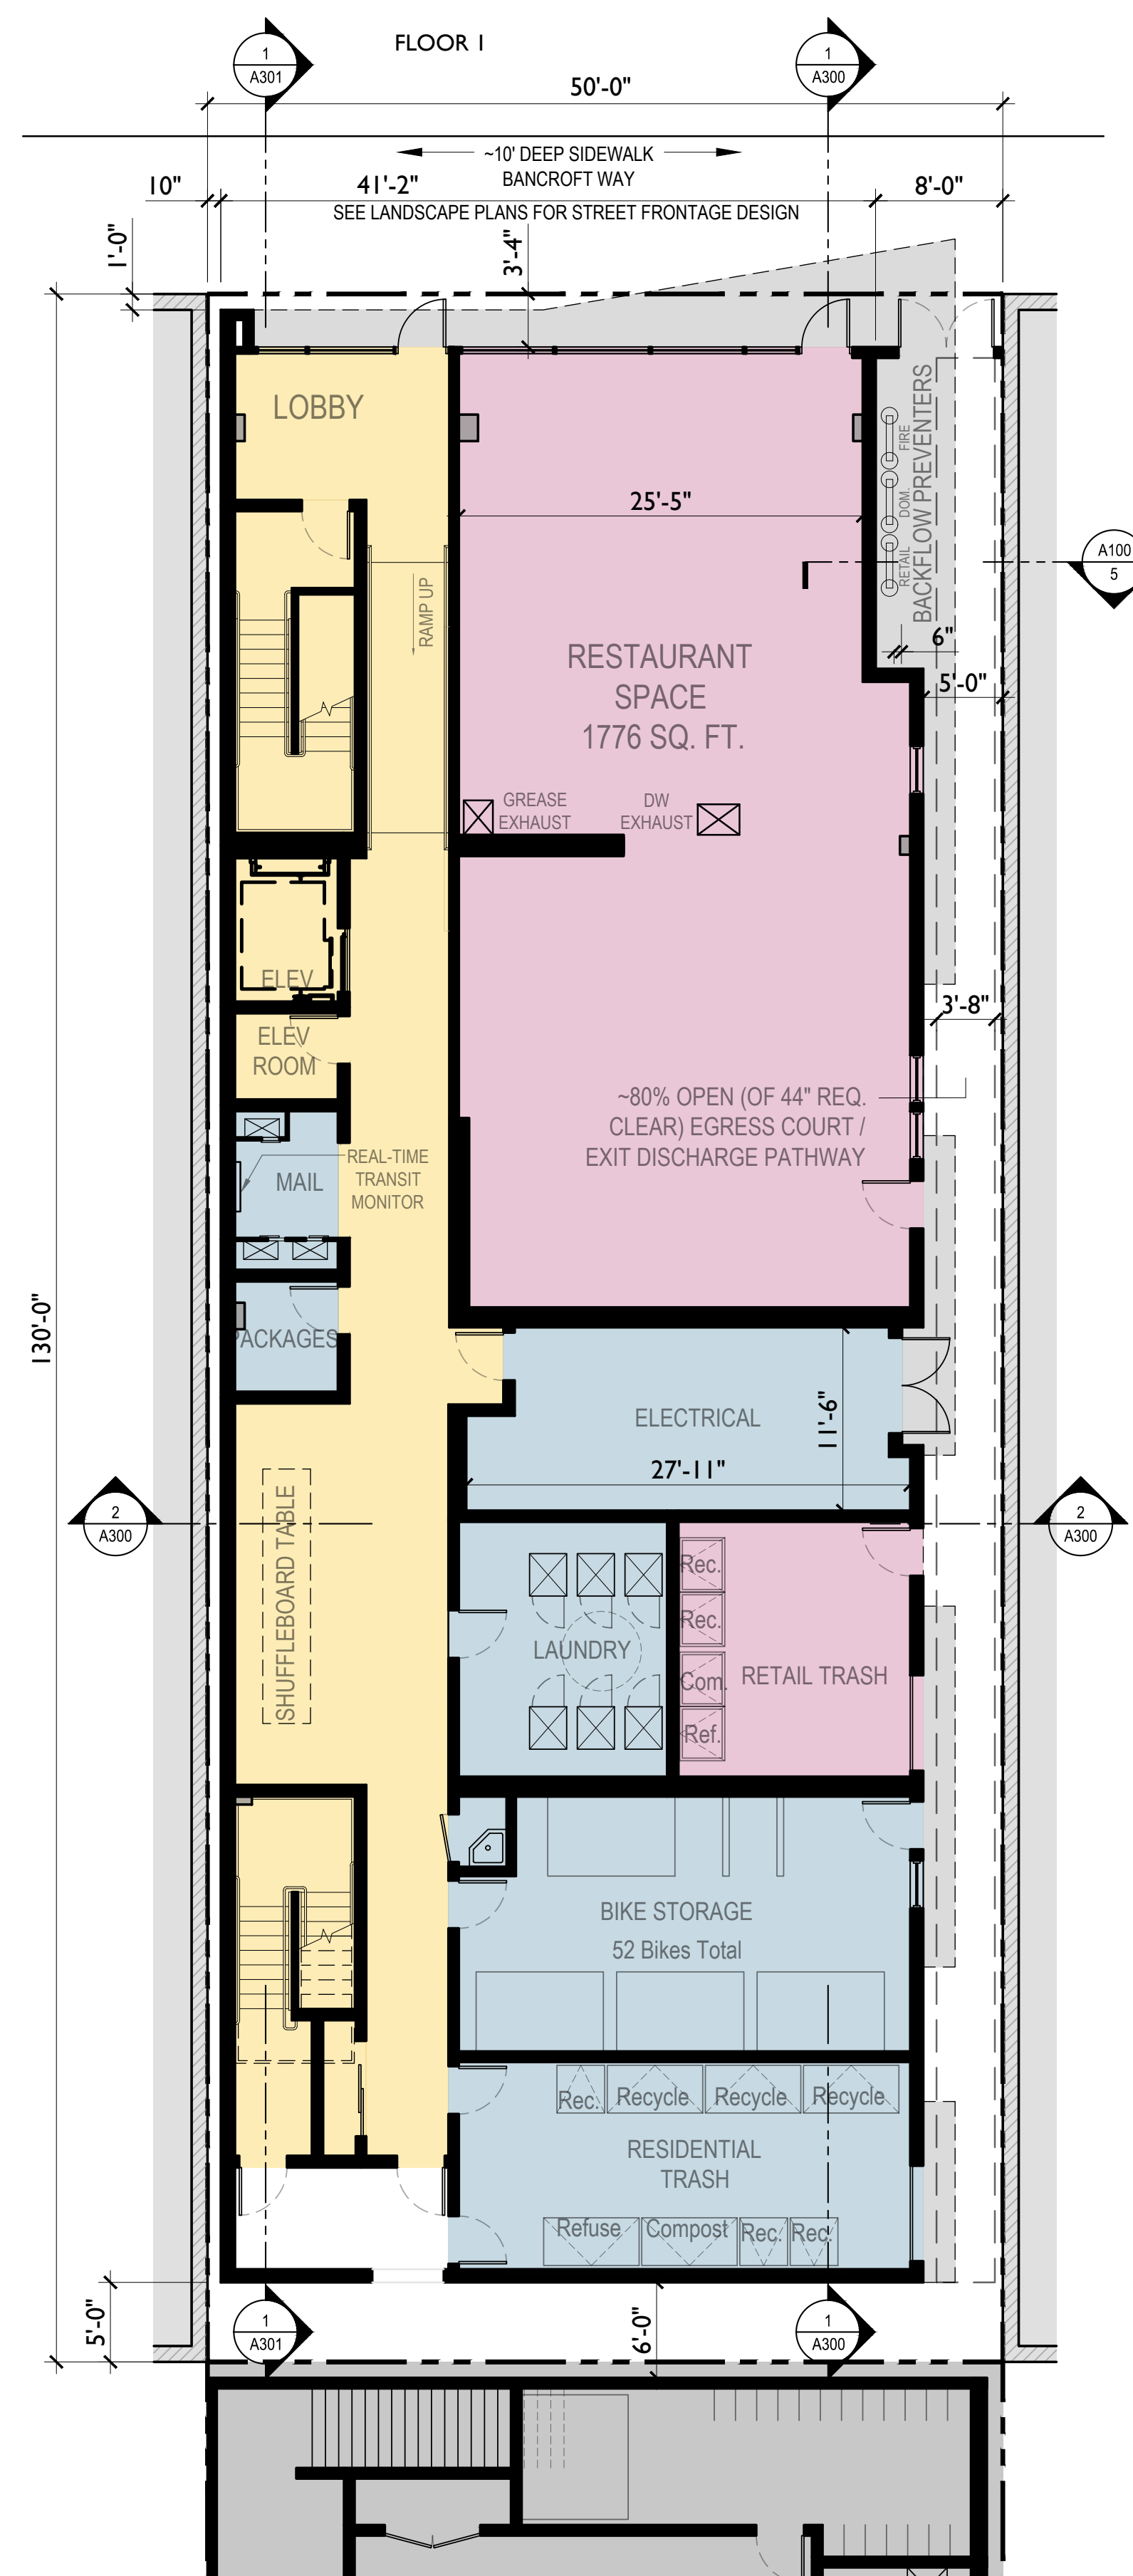 FLOOR 1
1
A301
1
A300
50'-0"
~10' DEEP SIDEWALK
BANCROFT WAY
10"
41'-2"
8'-0"
SEE LANDSCAPE PLANS FOR STREET FRONTAGE DESIGN
1'-0"
3'-4"
LOBBY
BACKFLOW PREVENTERS
FIRE
DOM.
RETAIL
25'-5"
A100
5
RAMP UP
6"
RESTAURANT
SPACE
1776 SQ. FT.
5'-0"
GREASE
EXHAUST
DW
EXHAUST
ELEV
3'-8"
ELEV
ROOM
~80% OPEN (OF 44" REQ.
CLEAR) EGRESS COURT /
EXIT DISCHARGE PATHWAY
REAL-TIME
TRANSIT
MONITOR
MAIL
130'-0"
PACKAGES
ELECTRICAL
11'-6"
27'-11"
2
A300
2
A300
SHUFFLEBOARD TABLE
Rec.
Rec.
LAUNDRY
Com.
RETAIL TRASH
Ref.
BIKE STORAGE
52 Bikes Total
Rec.
Recycle
Recycle
Recycle
RESIDENTIAL
TRASH
Refuse
Compost
Rec.
Rec.
5'-0"
1
A301
6'-0"
1
A300